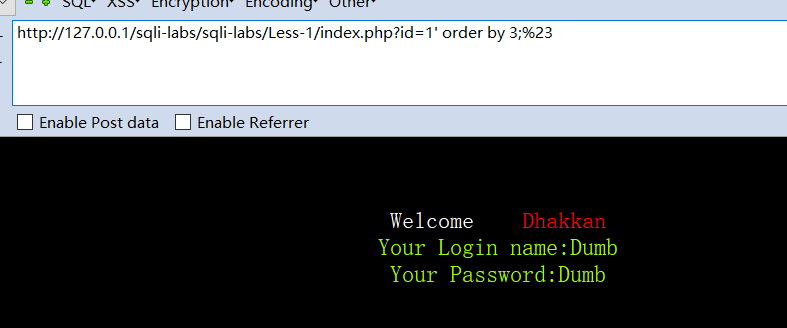 SQL▾ XSS▾ Encryption▾ Encoding▾ Other▾
http://127.0.0.1/sqli-labs/sqli-labs/Less-1/index.php?id=1' order by 3;%23
Enable Post data Enable Referrer
Welcome Dhakkan
Your Login name:Dumb
Your Password:Dumb